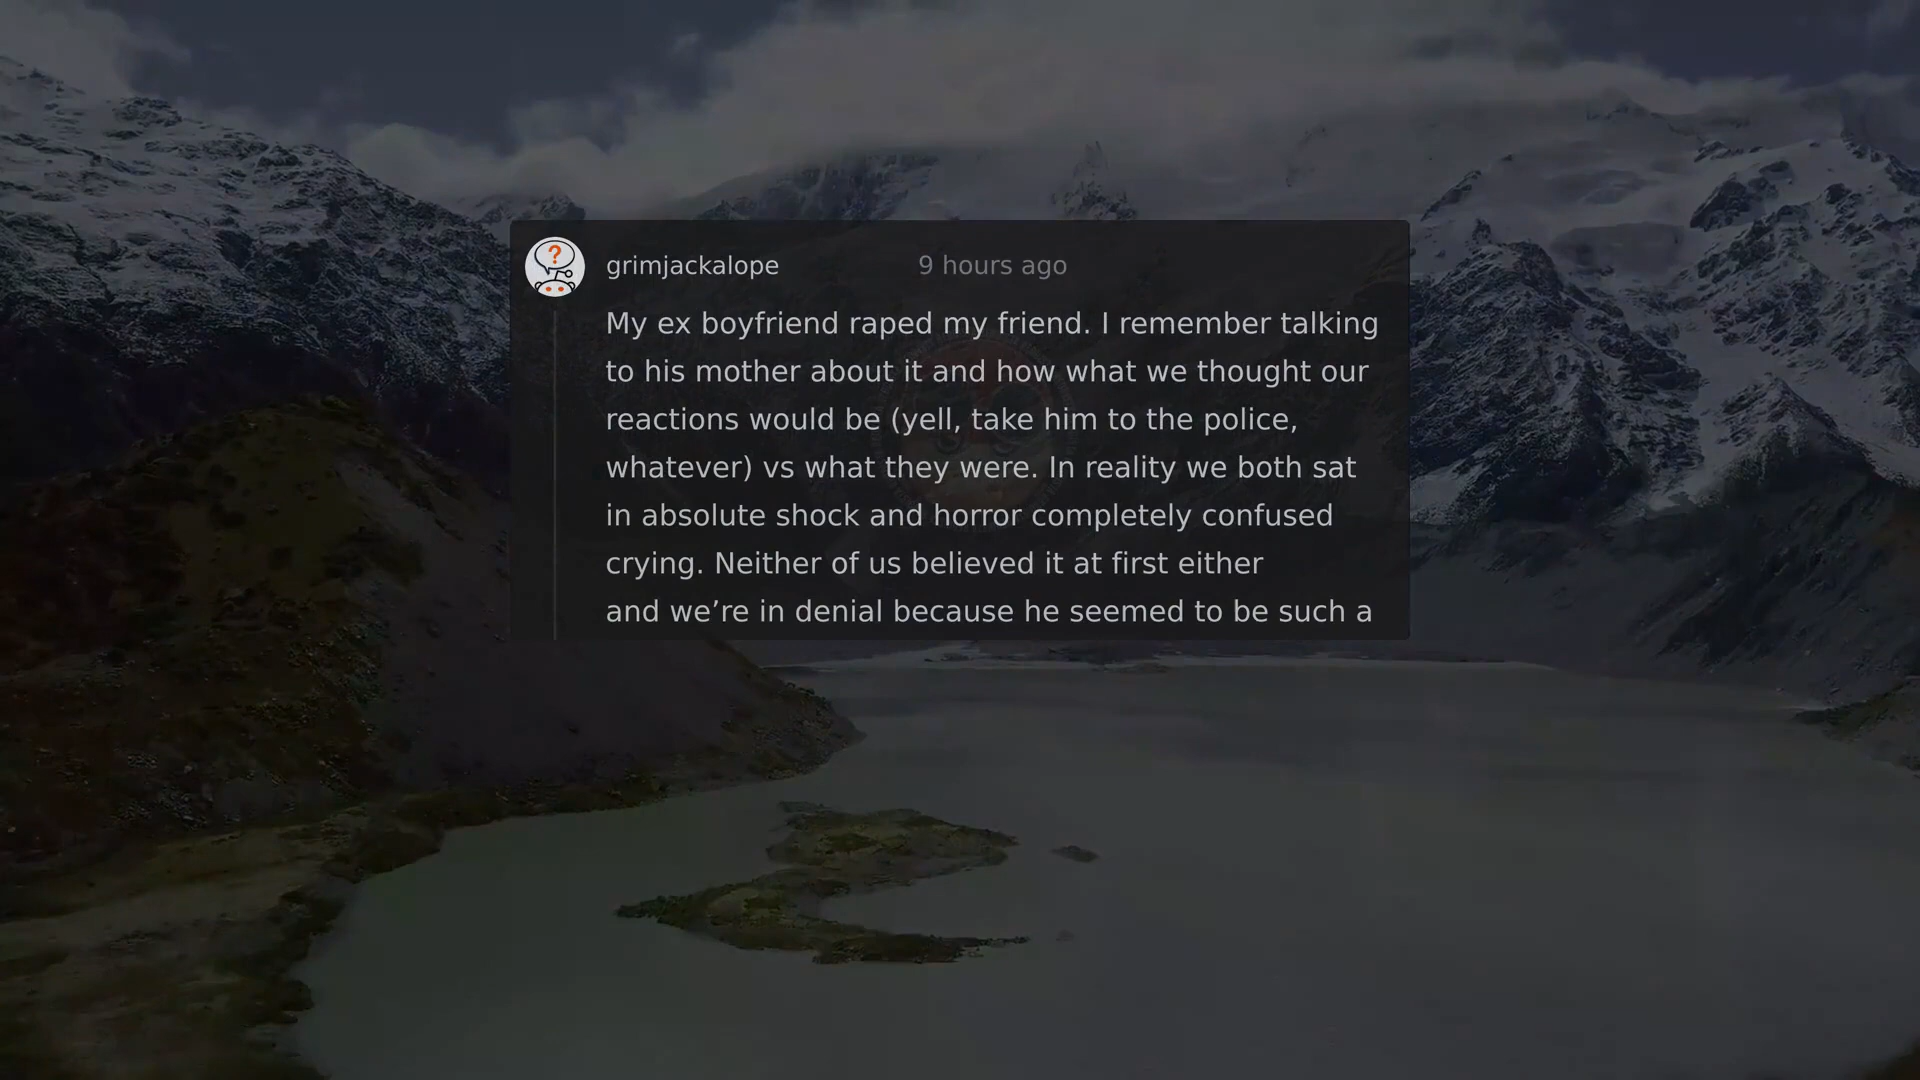 grimjackalope 9 hours ago
My ex boyfriend raped my friend. I remember talking
to his mother about it and how what we thought our
reactions would be (yell, take him to the police,
whatever) vs what they were. In reality we both sat
in absolute shock and horror completely confused
crying. Neither of us believed it at first either
and we’re in denial because he seemed to be such a